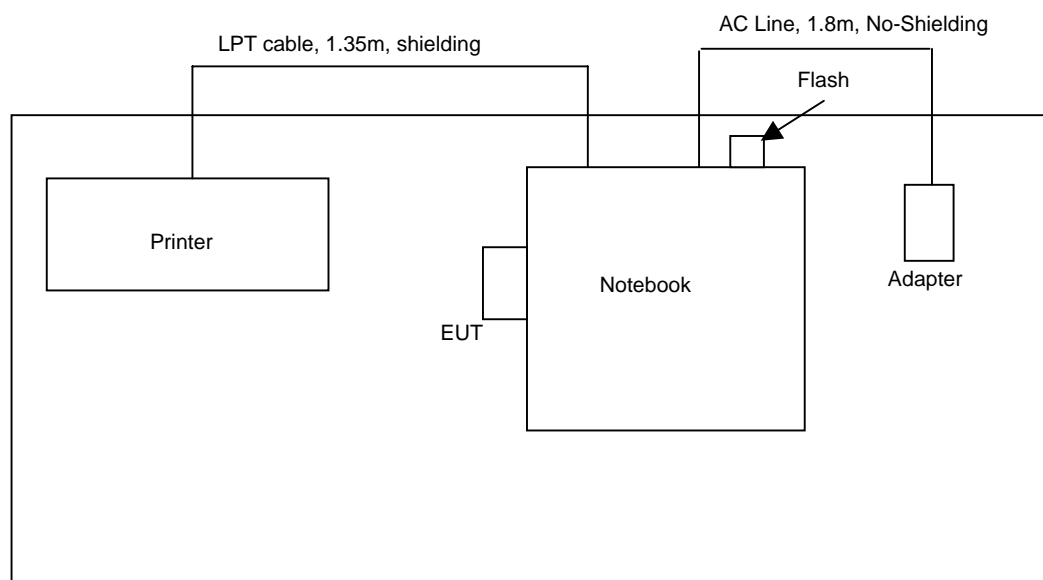 AC Line, 1.8m, No-Shielding
LPT cable, 1.35m, shielding
Flash
Printer
Notebook
Adapter
EUT